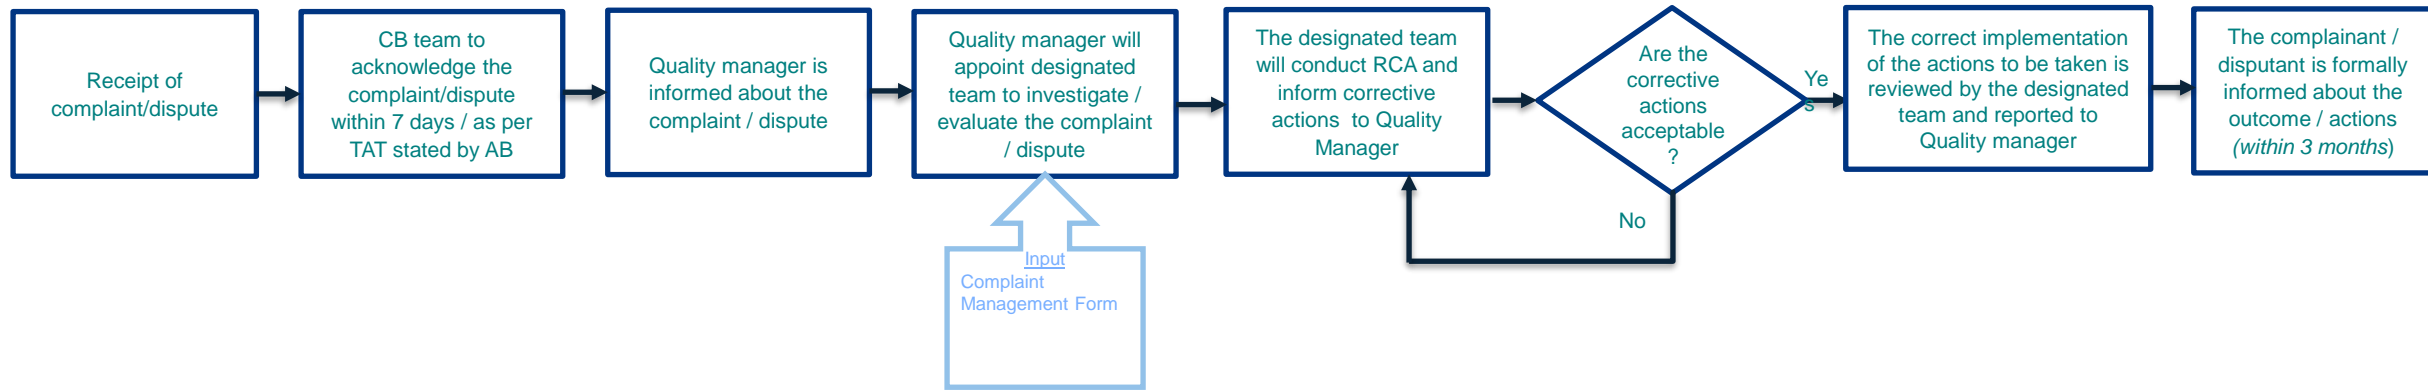 Receipt of
complaint/dispute
CB team to
acknowledge the
complaint/dispute
within 7 days / as per
TAT stated by AB
Quality manager is
informed about the
complaint / dispute
Quality manager will
appoint designated
team to investigate /
evaluate the complaint
/ dispute
Input
Complaint
Management Form
The designated team
will conduct RCA and
inform corrective
actions to Quality
Manager
Are the
corrective
actions
acceptable
?
Ye
s
No
The correct implementation
of the actions to be taken is
reviewed by the designated
team and reported to
Quality manager
The complainant /
disputant is formally
informed about the
outcome / actions
(within 3 months)